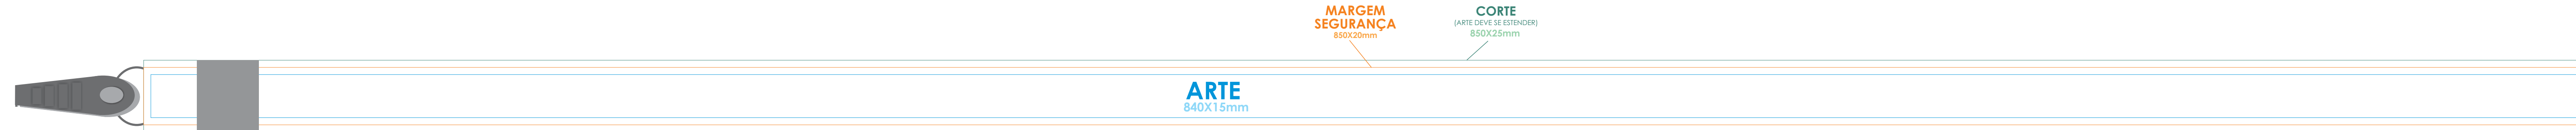 MARGEM
SEGURANÇA
850X20mm
CORTE
(ARTE DEVE SE ESTENDER)
850X25mm
ARTE
840X15mm